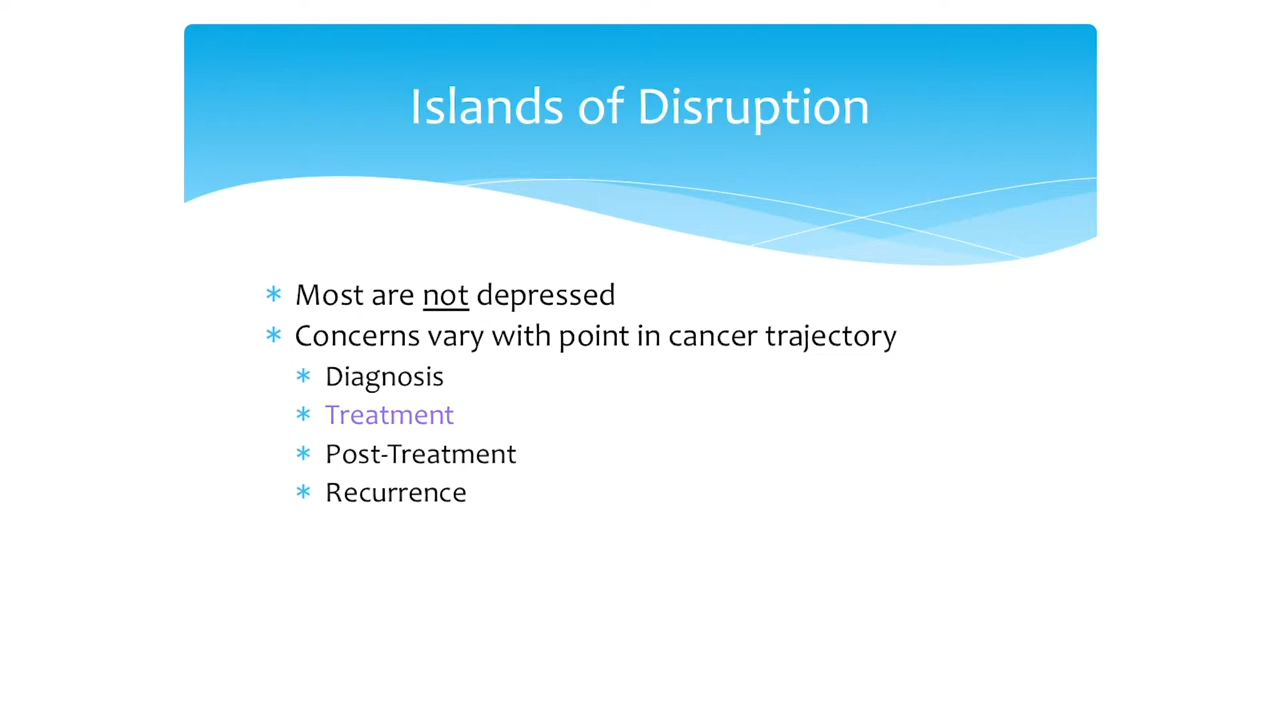 Islands of Disruption
* Most are not depressed
* Concerns vary with point in cancer trajectory
* Diagnosis
* Treatment
* Post-Treatment
* Recurrence